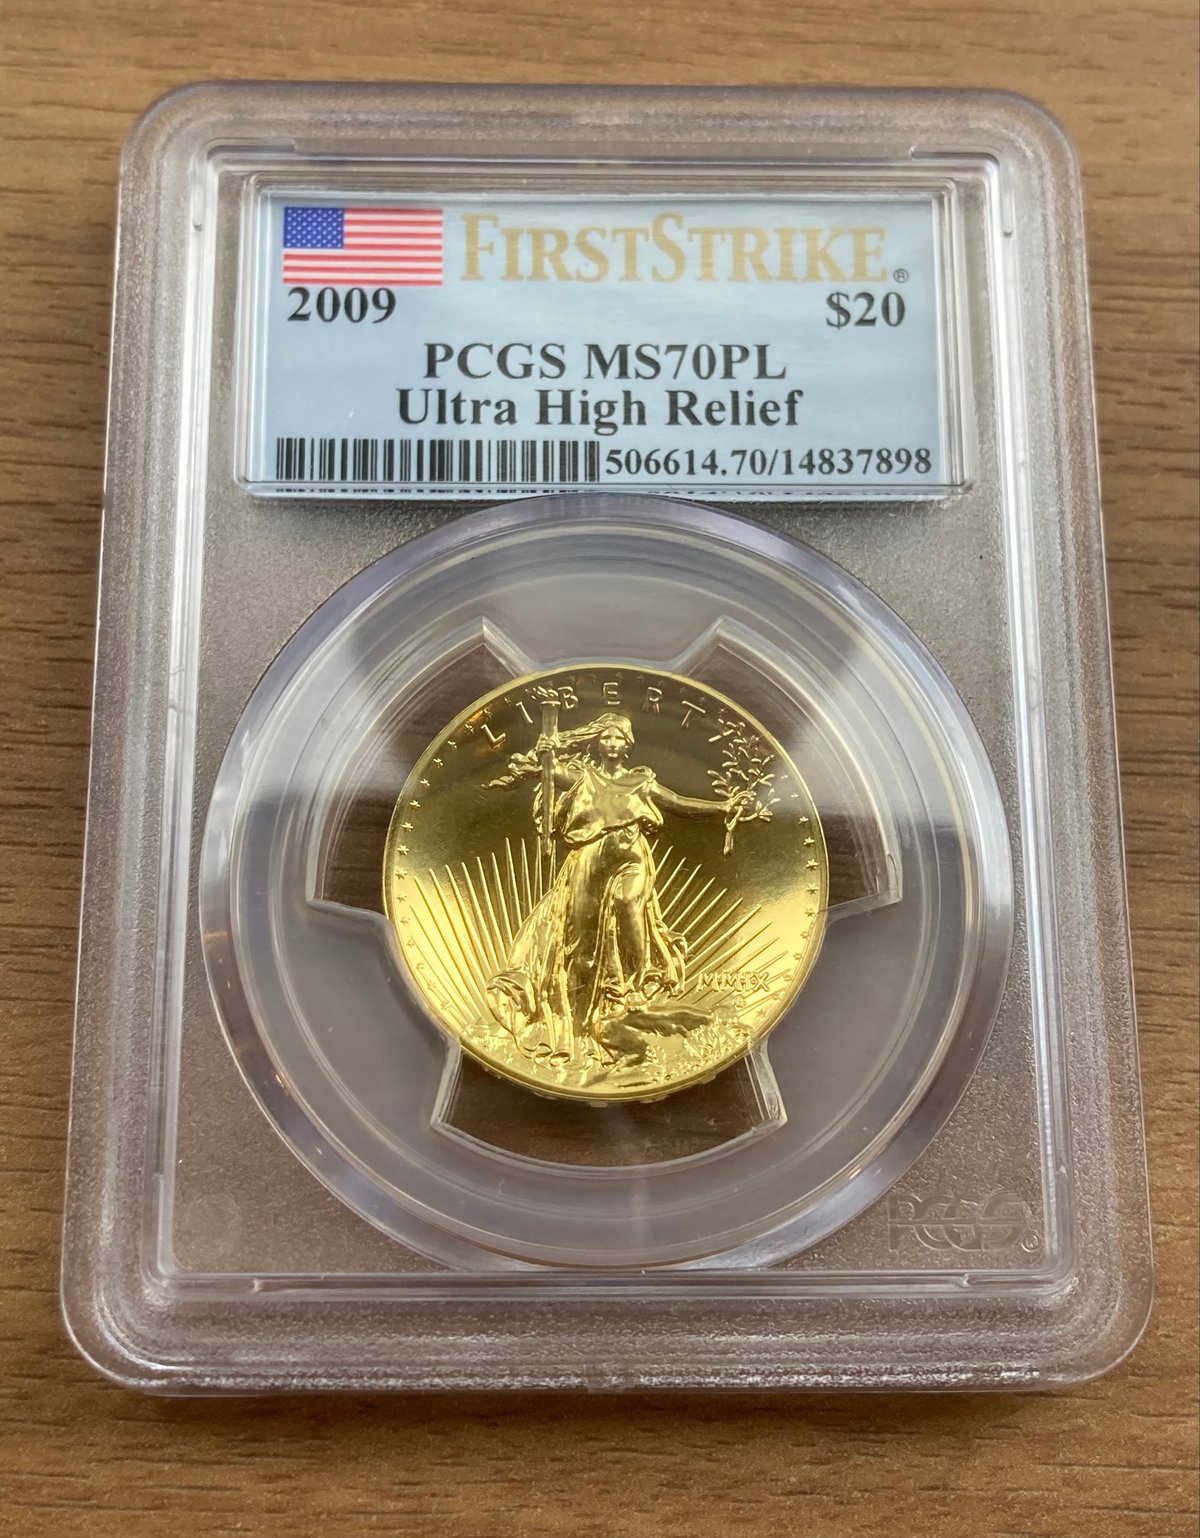 FIRSTSTRIKE®
2009 $20
PCGS MS70PL
Ultra High Relief
506614.70/14837898
LIBERTY
MMIX
PCGS®